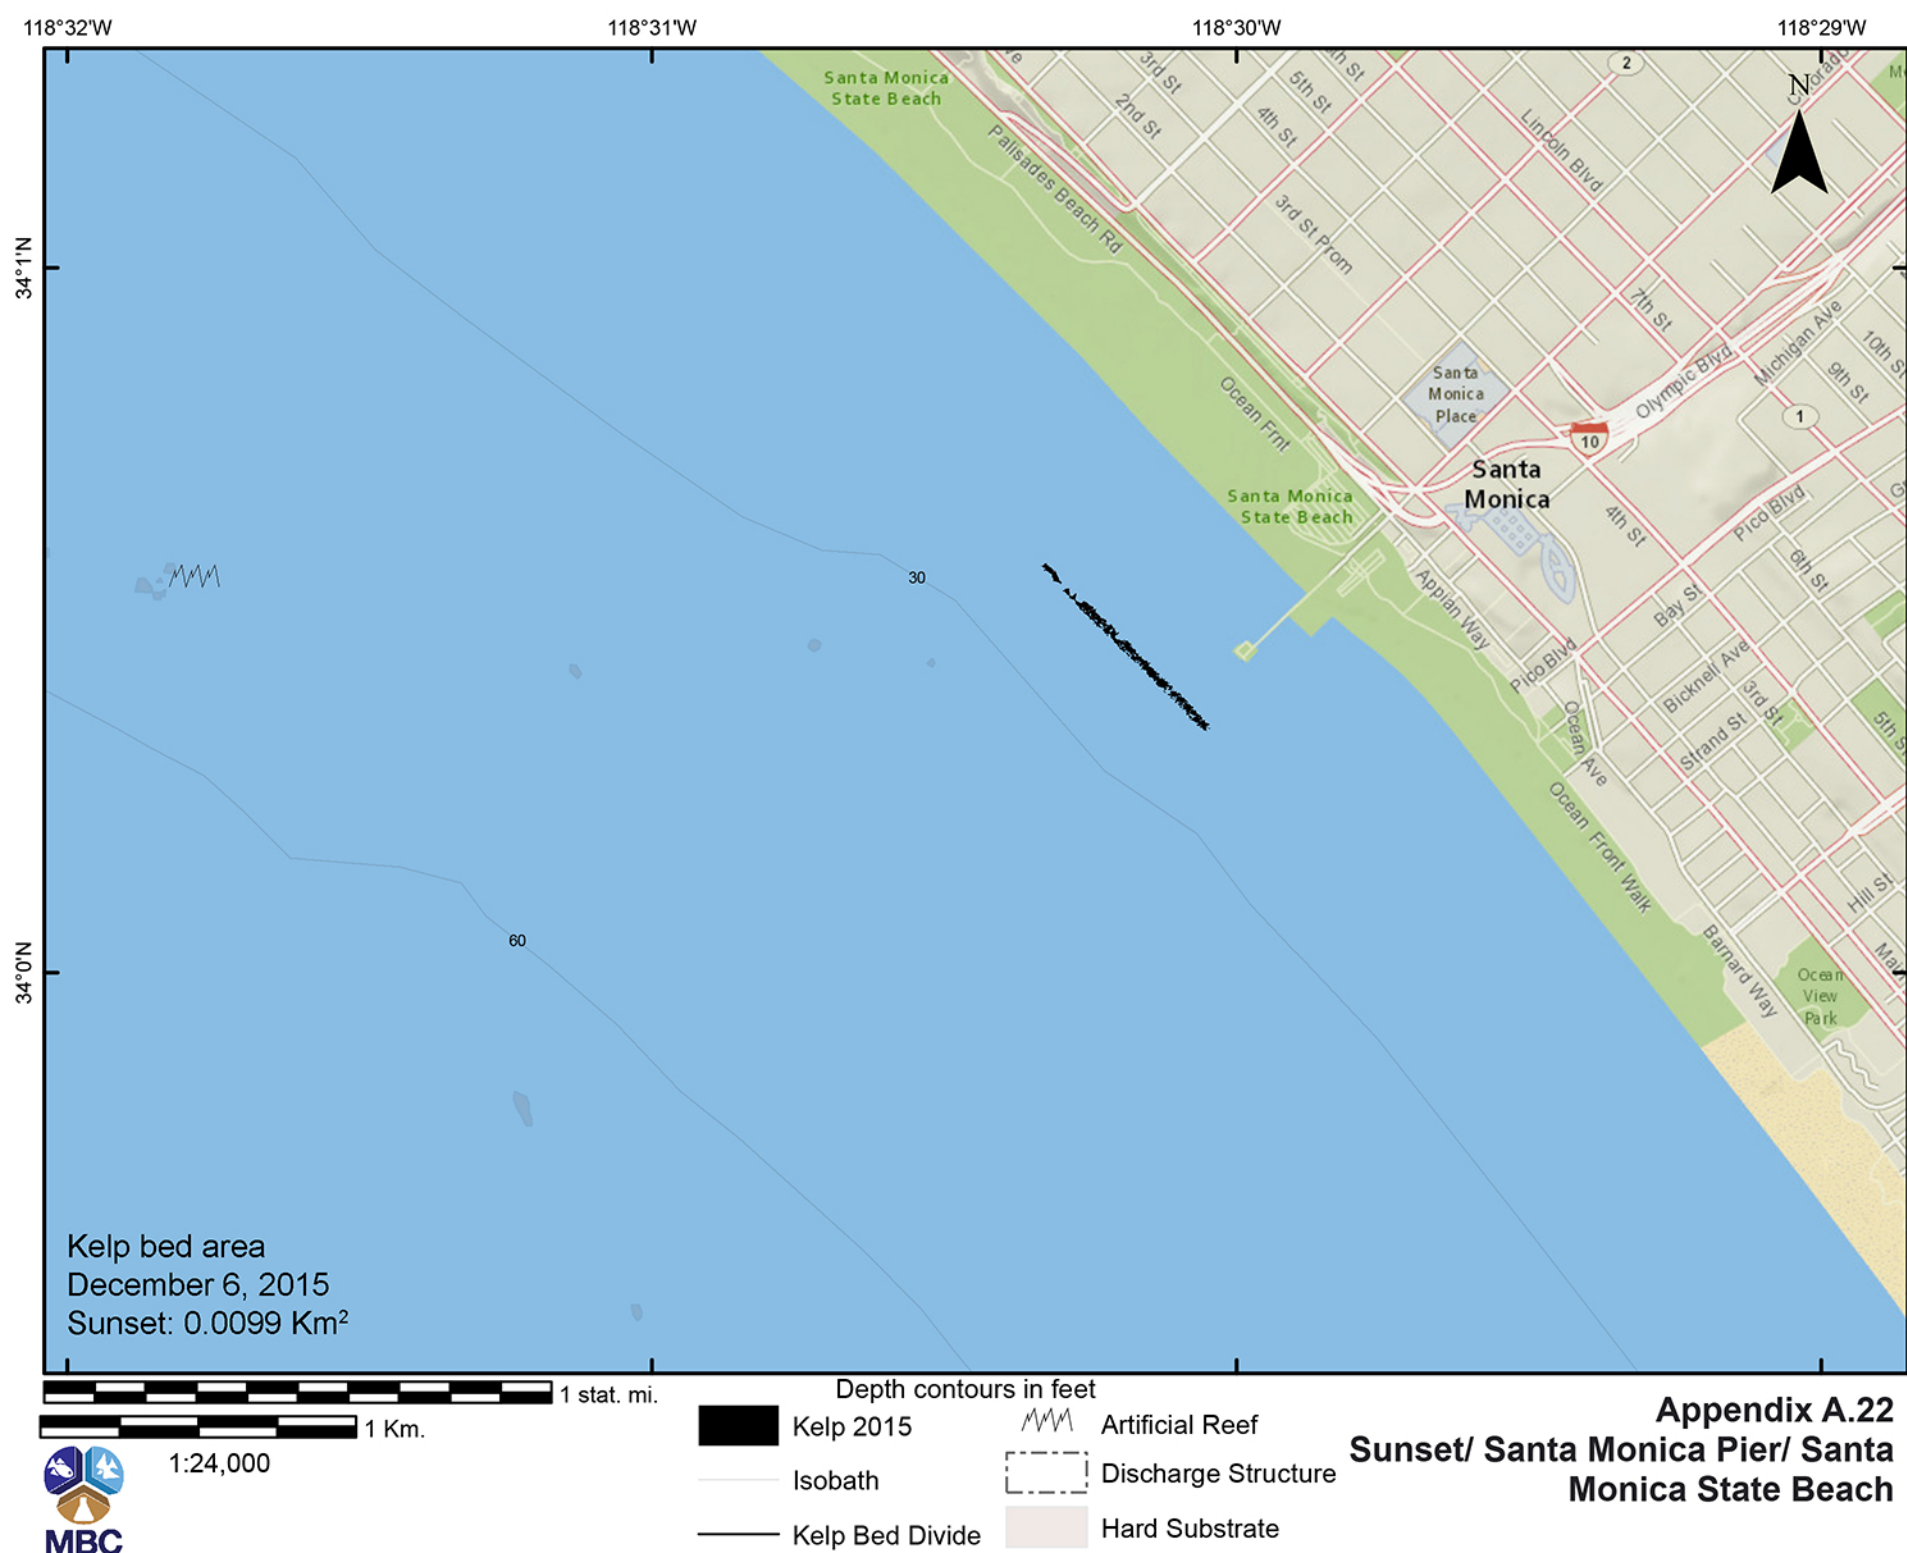 118°32'W
118°31'W
118°30'W
118°29'W
34°1'N
34°0'N
N
Santa Monica
State Beach
Palisades Beach Rd
3rd St
2nd St
5th St
4th St
3rd St Prom
Lincoln Blvd
2
7th St
Olympic Blvd
Michigan Ave
10th St
9th St
1
10
Santa
Monica
Place
Santa
Monica
Ocean Frnt
Santa Monica
State Beach
4th St
Pico Blvd
6th St
Appian Way
Bay St
Pico Blvd
Bicknell Ave
3rd St
Strand St
5th S
Ocean Ave
Ocean Front Walk
Hill St
Main
Barnard Way
Ocean
View
Park
30
60
Kelp bed area
December 6, 2015
Sunset: 0.0099 Km²
1 stat. mi.
1 Km.
1:24,000
MBC
Depth contours in feet
Kelp 2015
Isobath
Kelp Bed Divide
Artificial Reef
Discharge Structure
Hard Substrate
Appendix A.22
Sunset/ Santa Monica Pier/ Santa
Monica State Beach